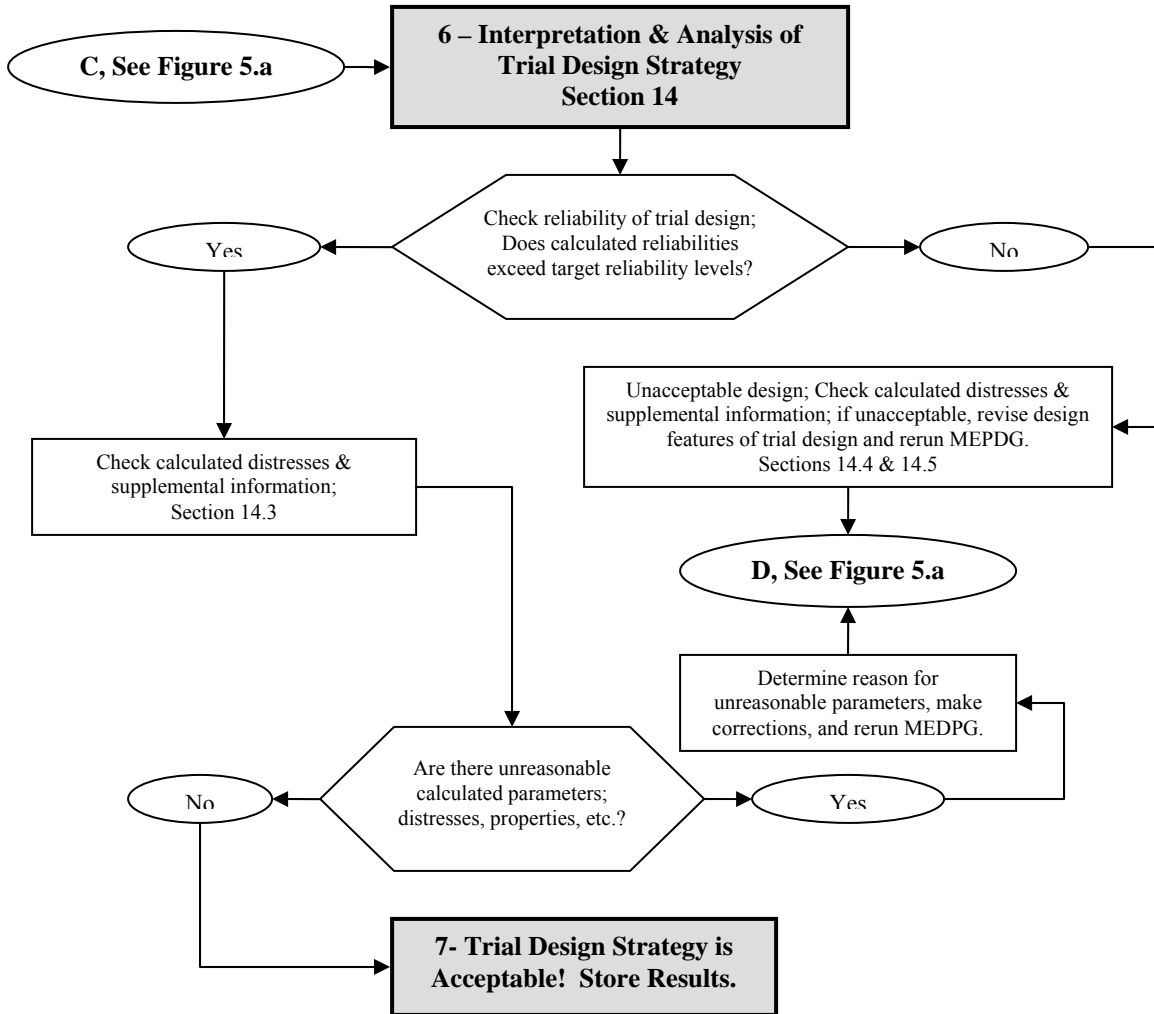 6 – Interpretation & Analysis of
Trial Design Strategy
Section 14
C, See Figure 5.a
Check reliability of trial design;
Does calculated reliabilities
exceed target reliability levels?
Yes
No
Unacceptable design; Check calculated distresses &
supplemental information; if unacceptable, revise design
features of trial design and rerun MEPDG.
Sections 14.4 & 14.5
Check calculated distresses &
supplemental information;
Section 14.3
D, See Figure 5.a
Determine reason for
unreasonable parameters, make
corrections, and rerun MEDPG.
Are there unreasonable
calculated parameters;
distresses, properties, etc.?
No
Yes
7- Trial Design Strategy is
Acceptable! Store Results.